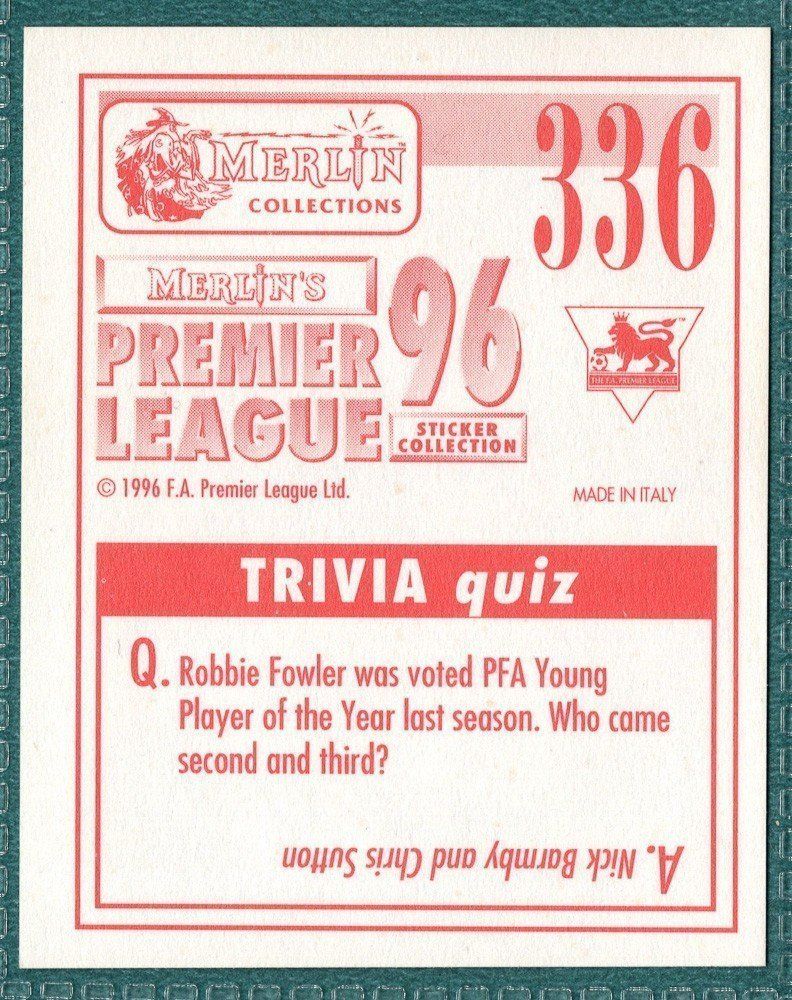 MERLIN™
COLLECTIONS
336
MERLIN'S
PREMIER
LEAGUE
96
STICKER
COLLECTION
™
THE F.A. PREMIER LEAGUE
© 1996 F.A. Premier League Ltd.
MADE IN ITALY
TRIVIA quiz
Q. Robbie Fowler was voted PFA Young
Player of the Year last season. Who came
second and third?
A. Nick Barmby and Chris Sutton